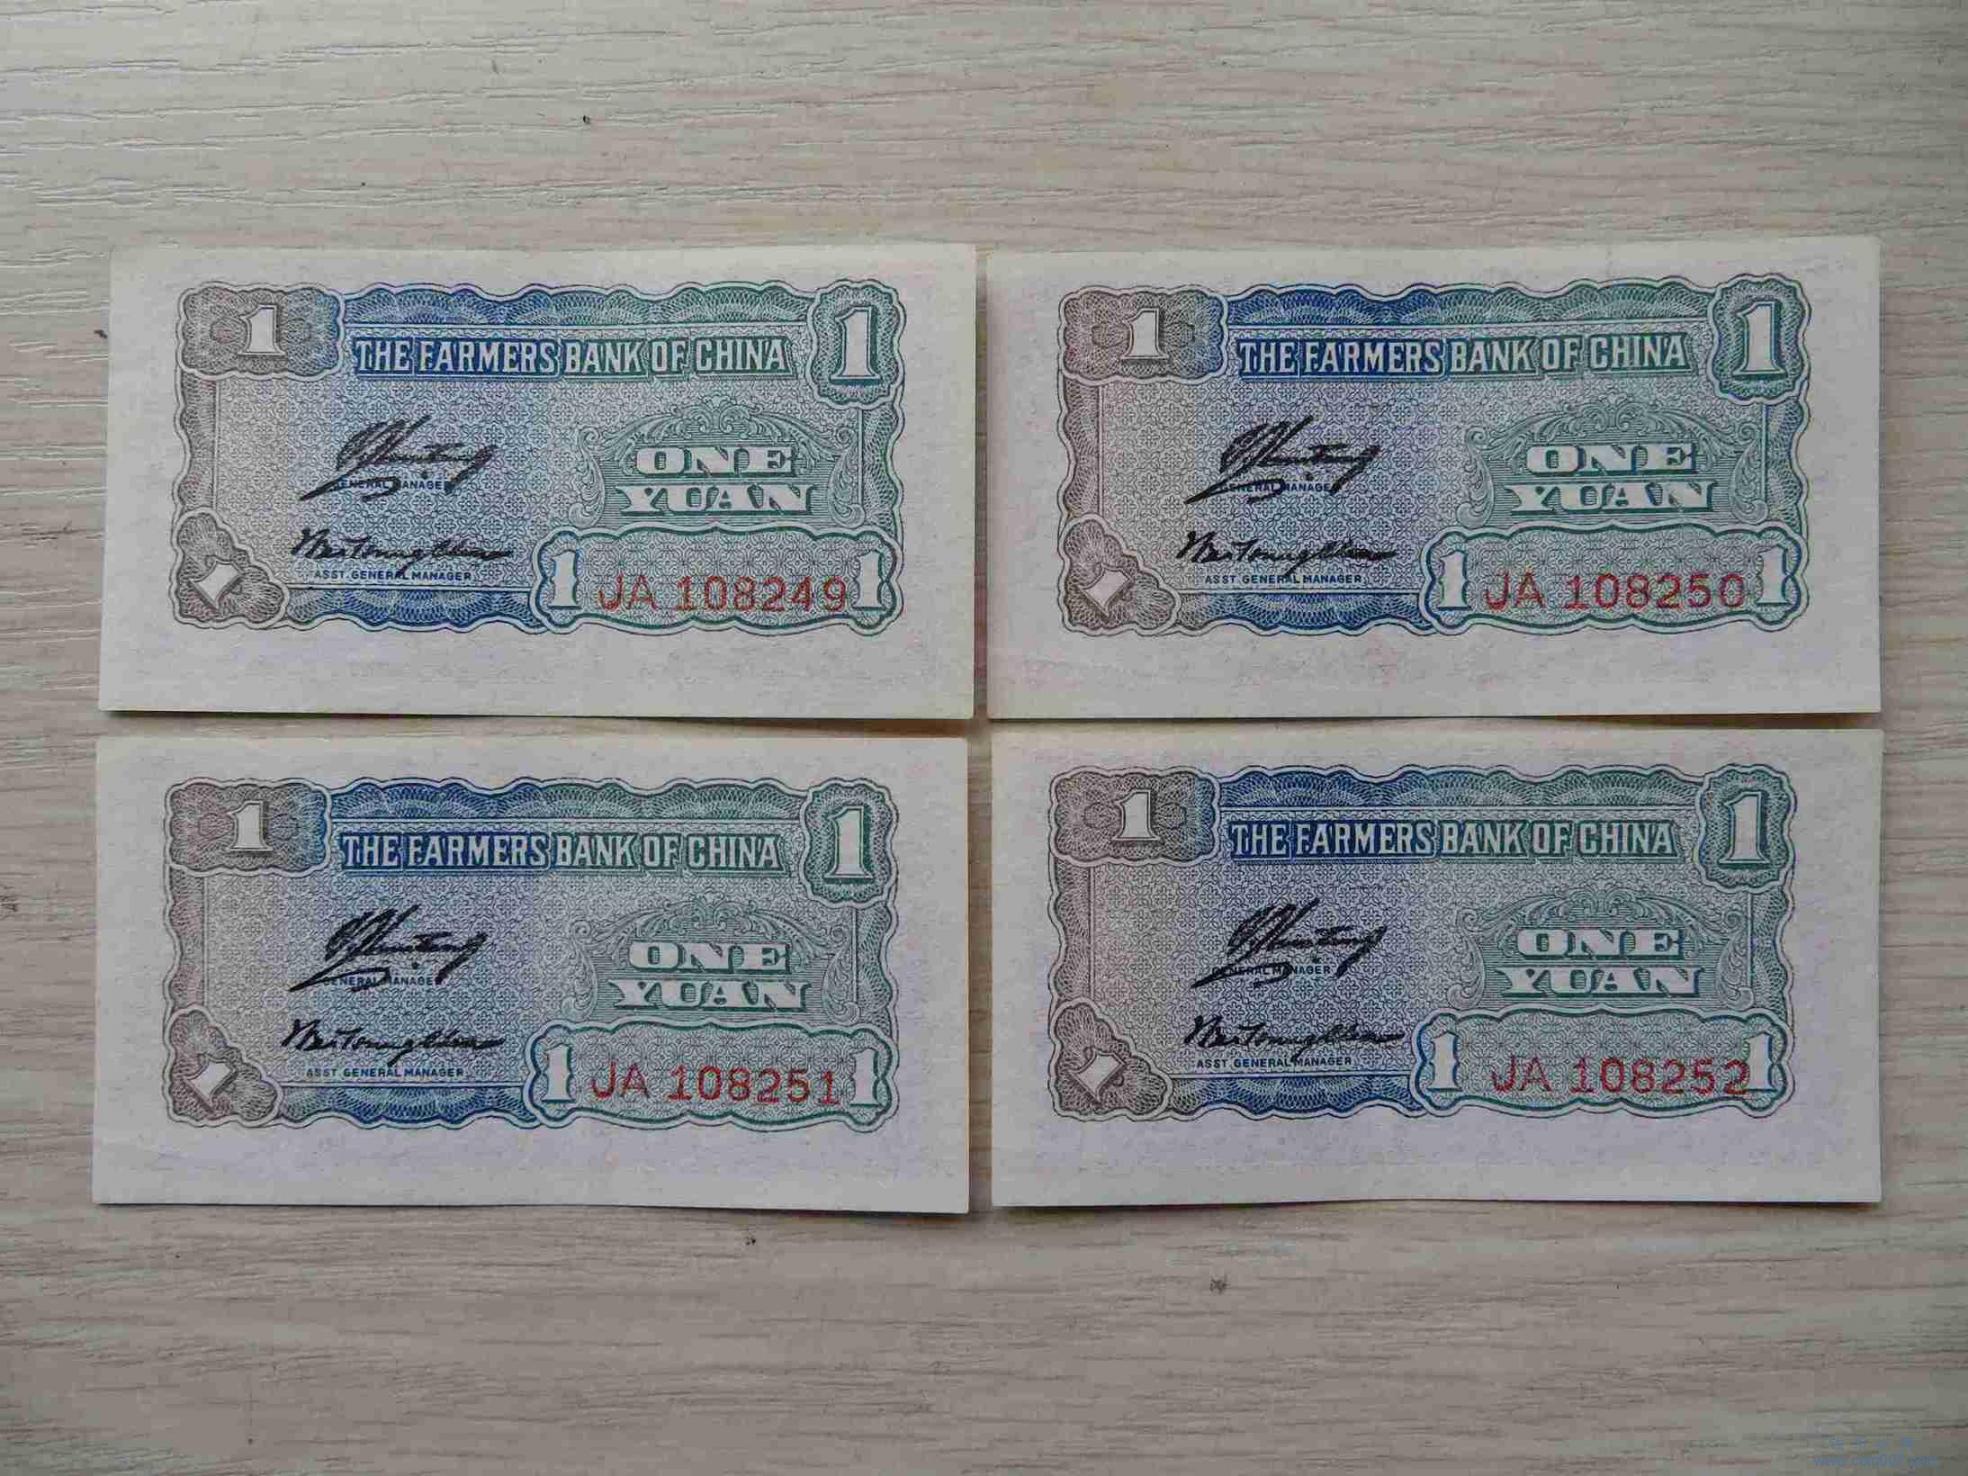 1
THE FARMERS BANK OF CHINA
1
GENERAL MANAGER
ONE
YUAN
ASST. GENERAL MANAGER
1
JA 108249
1
1
THE FARMERS BANK OF CHINA
1
GENERAL MANAGER
ONE
YUAN
ASST. GENERAL MANAGER
1
JA 108250
1
1
THE FARMERS BANK OF CHINA
1
GENERAL MANAGER
ONE
YUAN
ASST GENERAL MANAGER
1
JA 108251
1
1
THE FARMERS BANK OF CHINA
1
GENERAL MANAGER
ONE
YUAN
ASST GENERAL MANAGER
1
JA 108252
1